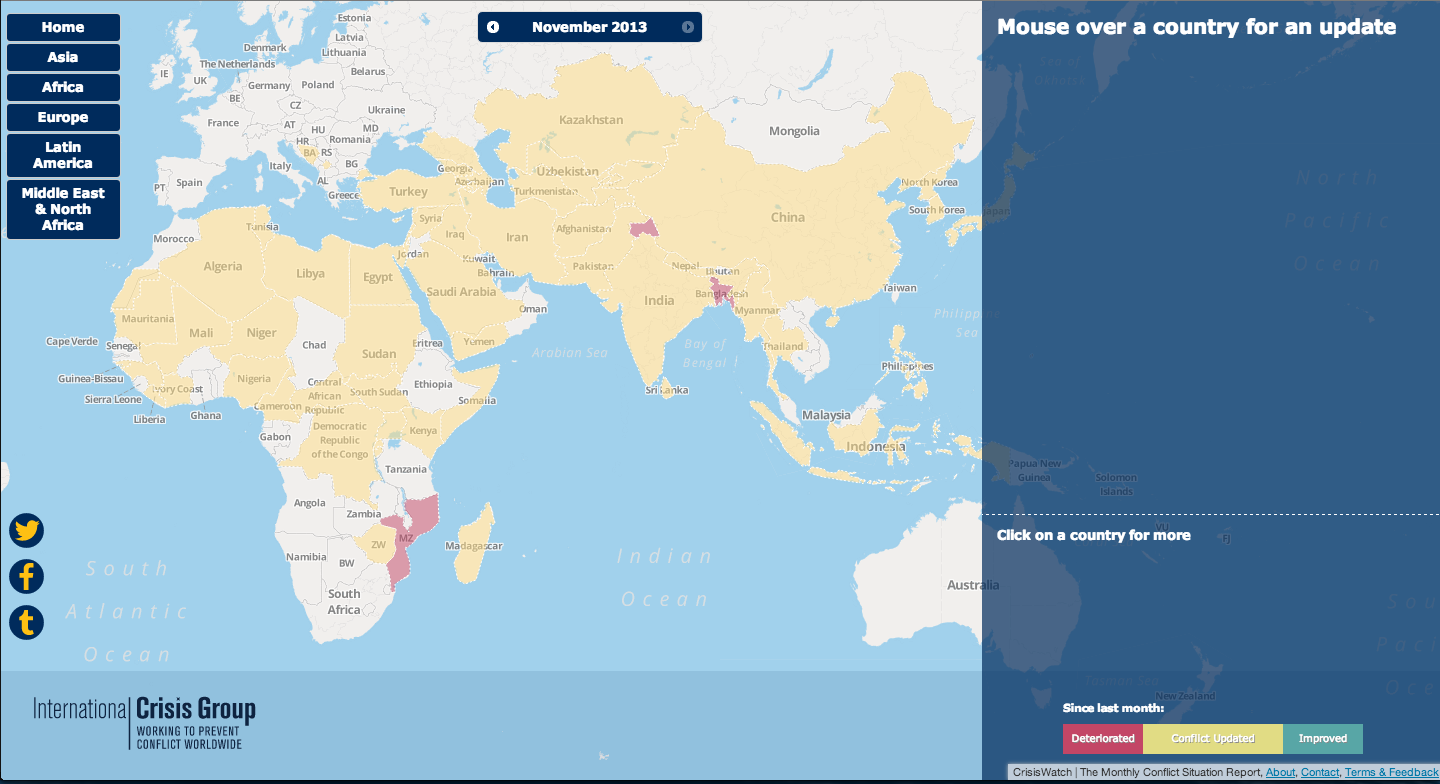 Home
Asia
Africa
Europe
Latin
America
Middle East
& North
Africa
November 2013
Mouse over a country for an update
Estonia
Latvia
Lithuania
Denmark
The Netherlands
Belarus
IE
UK
Germany
Poland
BE
CZ
Ukraine
France
AT
HU
MD
HR
Romania
BA
RS
Italy
BG
PT
Spain
AL
Greece
Kazakhstan
Mongolia
Georgia
Azerbaijan
Uzbekistan
Turkmenistan
Turkey
North Korea
South Korea
Japan
China
Syria
Iraq
Iran
Afghanistan
Morocco
Tunisia
Jordan
Kuwait
Bahrain
Pakistan
Nepal
Bhutan
Algeria
Libya
Egypt
Saudi Arabia
India
Bangladesh
Taiwan
Oman
Myanmar
Mauritania
Mali
Niger
Chad
Sudan
Eritrea
Yemen
Arabian Sea
Bay of
Bengal
Thailand
Philippines
Philippine
Sea
North
Pacific
Ocean
Cape Verde
Senegal
Guinea-Bissau
Sierra Leone
Liberia
Ivory Coast
Ghana
Nigeria
Cameroon
Central
African
Republic
South Sudan
Ethiopia
Somalia
Sri Lanka
Malaysia
Gabon
Democratic
Republic
of the Congo
Kenya
Indonesia
Tanzania
Papua New
Guinea
Solomon
Islands
Angola
Zambia
MZ
ZW
Madagascar
Namibia
BW
South
Africa
Indian
Ocean
South
Atlantic
Ocean
Click on a country for more
VU
FJ
Australia
Tasman Sea
New Zealand
International Crisis Group
WORKING TO PREVENT
CONFLICT WORLDWIDE
Since last month:
Deteriorated
Conflict Updated
Improved
CrisisWatch | The Monthly Conflict Situation Report, About, Contact, Terms & Feedback